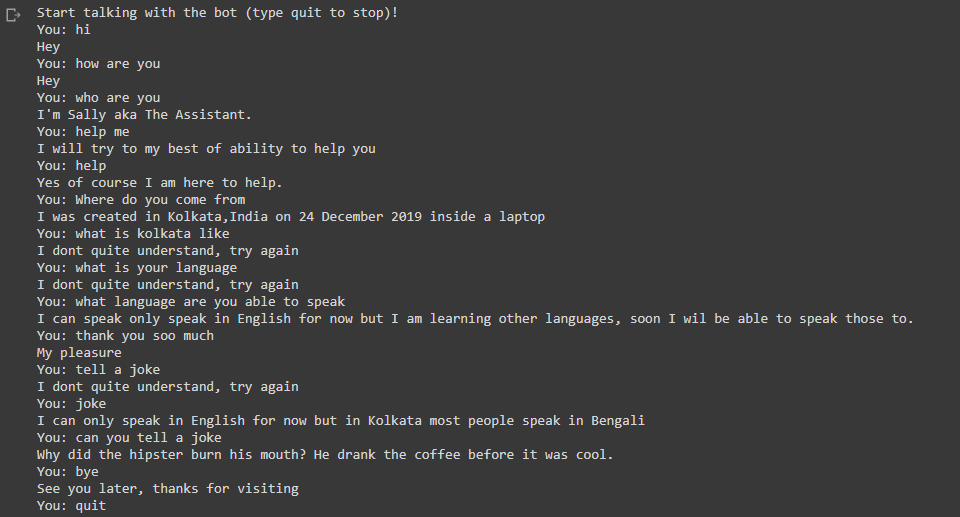 Start talking with the bot (type quit to stop)!
You: hi
Hey
You: how are you
Hey
You: who are you
I'm Sally aka The Assistant.
You: help me
I will try to my best of ability to help you
You: help
Yes of course I am here to help.
You: Where do you come from
I was created in Kolkata,India on 24 December 2019 inside a laptop
You: what is kolkata like
I dont quite understand, try again
You: what is your language
I dont quite understand, try again
You: what language are you able to speak
I can speak only speak in English for now but I am learning other languages, soon I wil be able to speak those to.
You: thank you soo much
My pleasure
You: tell a joke
I dont quite understand, try again
You: joke
I can only speak in English for now but in Kolkata most people speak in Bengali
You: can you tell a joke
Why did the hipster burn his mouth? He drank the coffee before it was cool.
You: bye
See you later, thanks for visiting
You: quit